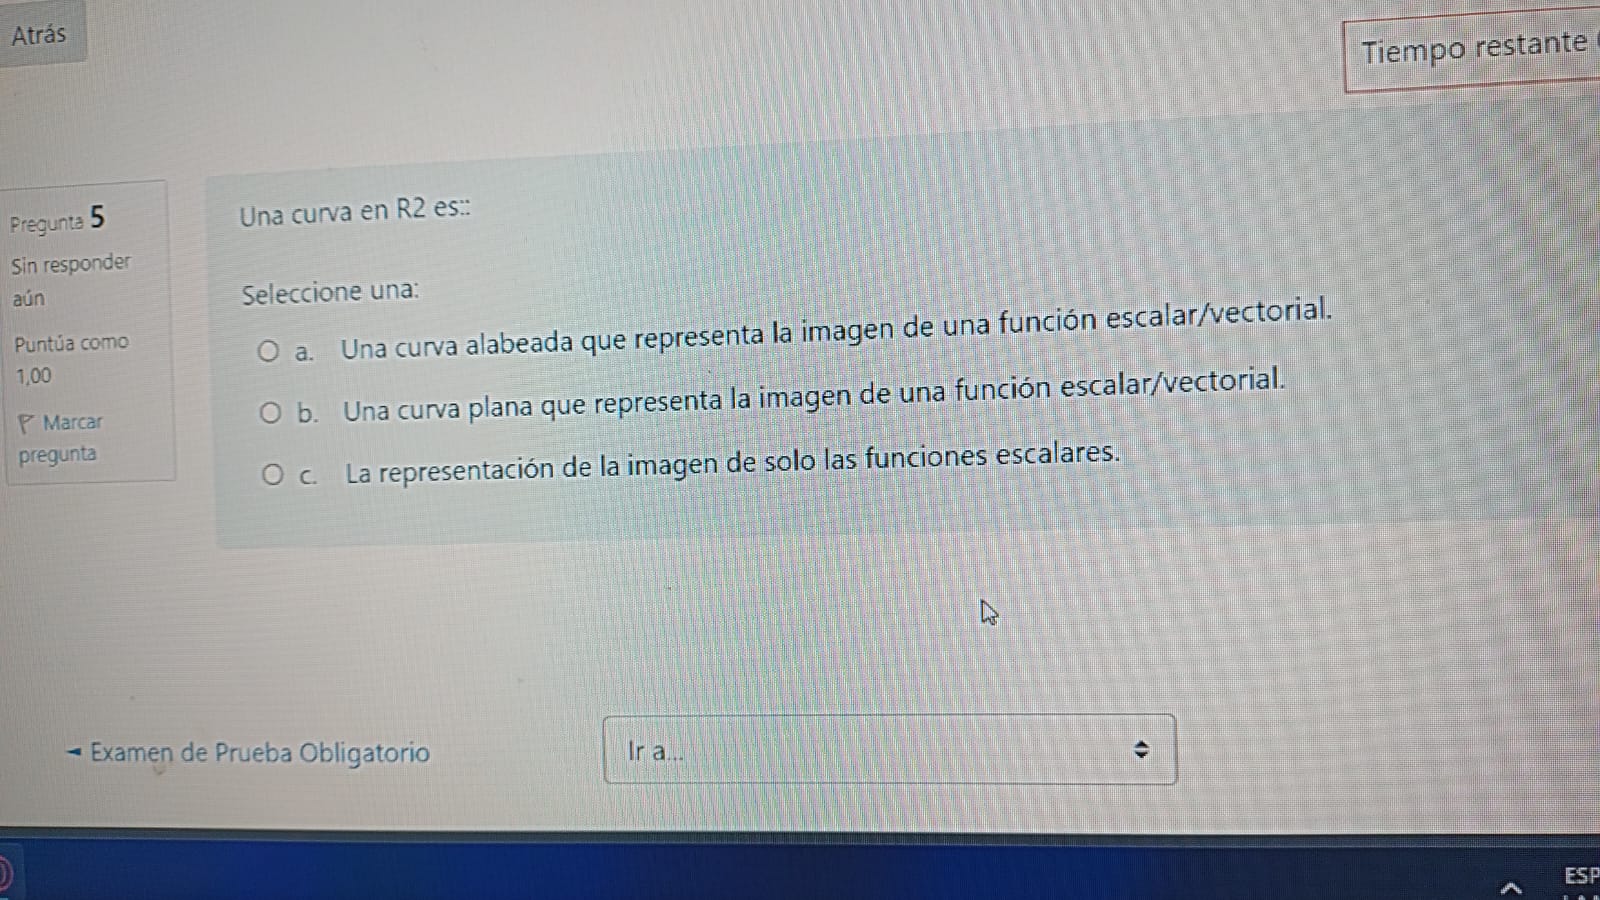 Atrás
Tiempo restante
Pregunta 5
Sin responder
aún
Puntúa como
1,00
Marcar
pregunta
Una curva en R2 es::
Seleccione una:
a. Una curva alabeada que representa la imagen de una función escalar/vectorial.
b. Una curva plana que representa la imagen de una función escalar/vectorial.
c. La representación de la imagen de solo las funciones escalares.
◄ Examen de Prueba Obligatorio
Ir a...
ESP